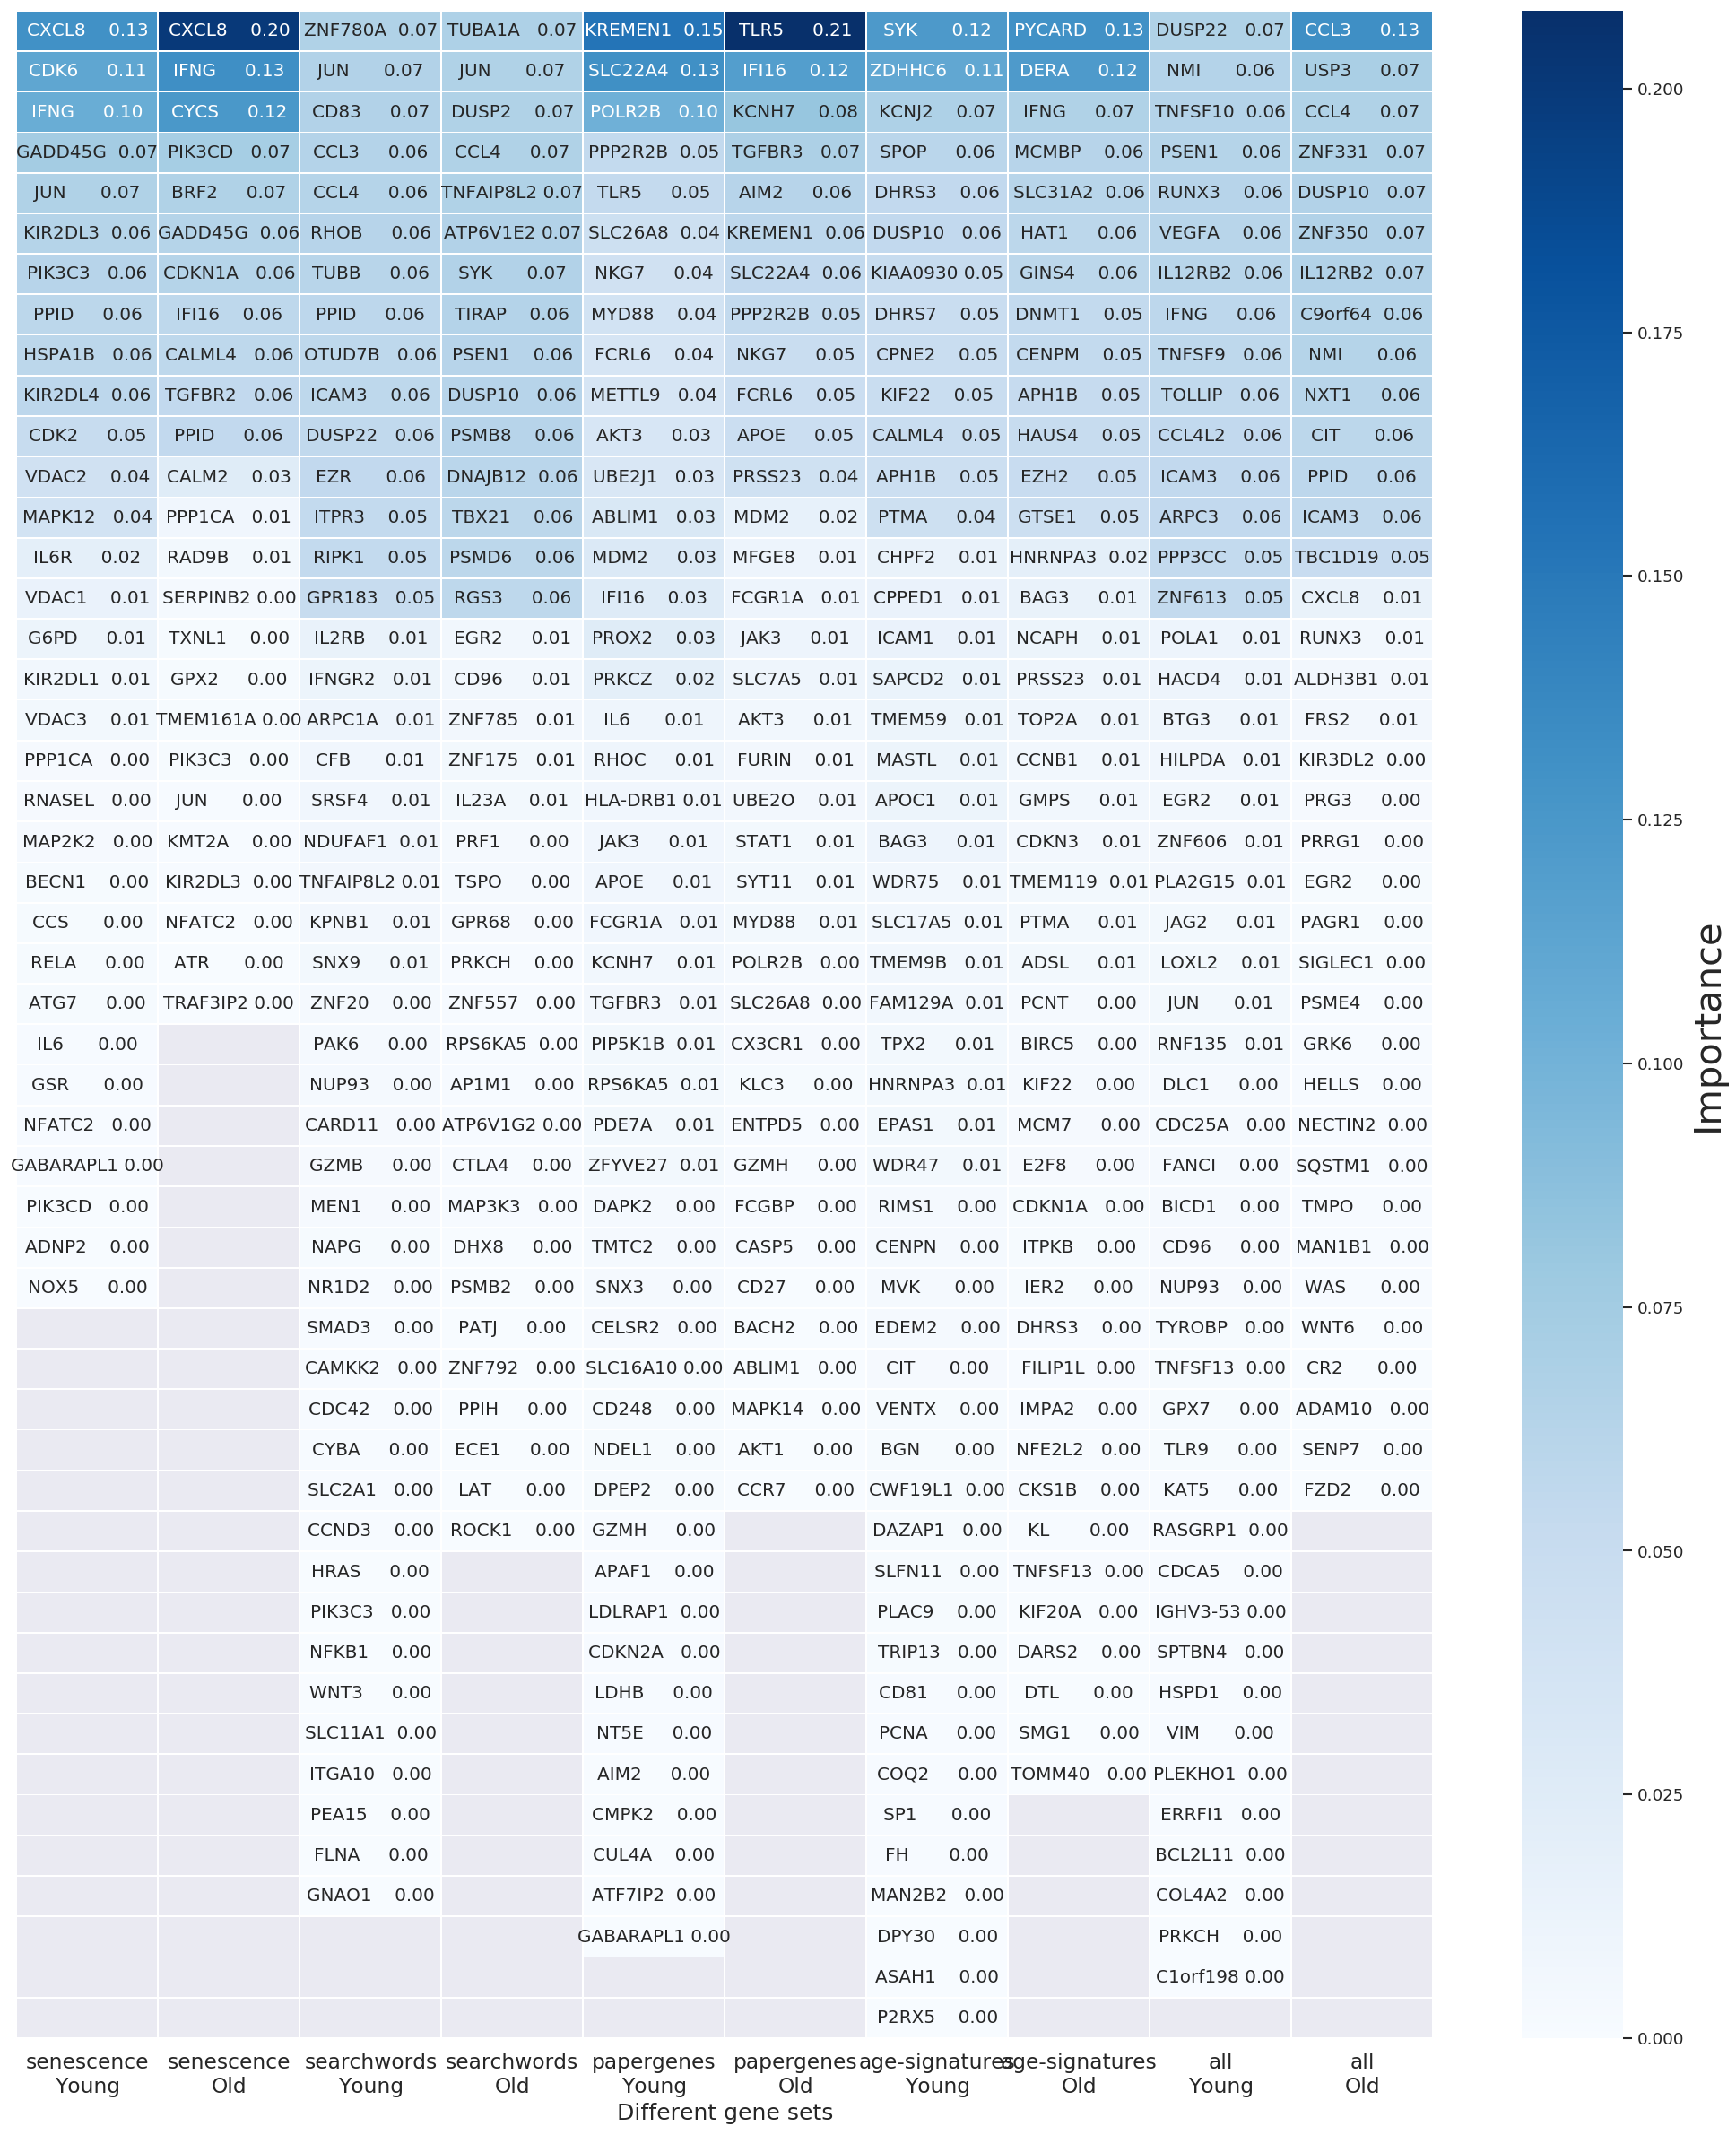 CXCL8 0.13 CXCL8 0.20 ZNF780A 0.07 TUBA1A 0.07 KREMEN1 0.15 TLR5 0.21 SYK 0.12 PYCARD 0.13 DUSP22 0.07 CCL3 0.13
CDK6 0.11 IFNG 0.13 JUN 0.07 JUN 0.07 SLC22A4 0.13 IFI16 0.12 ZDHHC6 0.11 DERA 0.12 NMI 0.06 USP3 0.07
IFNG 0.10 CYCS 0.12 CD83 0.07 DUSP2 0.07 POLR2B 0.10 KCNH7 0.08 KCNJ2 0.07 IFNG 0.07 TNFSF10 0.06 CCL4 0.07
GADD45G 0.07 PIK3CD 0.07 CCL3 0.06 CCL4 0.07 PPP2R2B 0.05 TGFBR3 0.07 SPOP 0.06 MCMBP 0.06 PSEN1 0.06 ZNF331 0.07
JUN 0.07 BRF2 0.07 CCL4 0.06 TNFAIP8L2 0.07 TLR5 0.05 AIM2 0.06 DHRS3 0.06 SLC31A2 0.06 RUNX3 0.06 DUSP10 0.07
KIR2DL3 0.06 GADD45G 0.06 RHOB 0.06 ATP6V1E2 0.07 SLC26A8 0.04 KREMEN1 0.06 DUSP10 0.06 HAT1 0.06 VEGFA 0.06 ZNF350 0.07
PIK3C3 0.06 CDKN1A 0.06 TUBB 0.06 SYK 0.07 NKG7 0.04 SLC22A4 0.06 KIAA0930 0.05 GINS4 0.06 IL12RB2 0.06 IL12RB2 0.07
PPID 0.06 IFI16 0.06 PPID 0.06 TIRAP 0.06 MYD88 0.04 PPP2R2B 0.05 DHRS7 0.05 DNMT1 0.05 IFNG 0.06 C9orf64 0.06
HSPA1B 0.06 CALML4 0.06 OTUD7B 0.06 PSEN1 0.06 FCRL6 0.04 NKG7 0.05 CPNE2 0.05 CENPM 0.05 TNFSF9 0.06 NMI 0.06
KIR2DL4 0.06 TGFBR2 0.06 ICAM3 0.06 DUSP10 0.06 METTL9 0.04 FCRL6 0.05 KIF22 0.05 APH1B 0.05 TOLLIP 0.06 NXT1 0.06
CDK2 0.05 PPID 0.06 DUSP22 0.06 PSMB8 0.06 AKT3 0.03 APOE 0.05 CALML4 0.05 HAUS4 0.05 CCL4L2 0.06 CIT 0.06
VDAC2 0.04 CALM2 0.03 EZR 0.06 DNAJB12 0.06 UBE2J1 0.03 PRSS23 0.04 APH1B 0.05 EZH2 0.05 ICAM3 0.06 PPID 0.06
MAPK12 0.04 PPP1CA 0.01 ITPR3 0.05 TBX21 0.06 ABLIM1 0.03 MDM2 0.02 PTMA 0.04 GTSE1 0.05 ARPC3 0.06 ICAM3 0.06
IL6R 0.02 RAD9B 0.01 RIPK1 0.05 PSMD6 0.06 MDM2 0.03 MFGE8 0.01 CHPF2 0.01 HNRNPA3 0.02 PPP3CC 0.05 TBC1D19 0.05
VDAC1 0.01 SERPINB2 0.00 GPR183 0.05 RGS3 0.06 IFI16 0.03 FCGR1A 0.01 CPPED1 0.01 BAG3 0.01 ZNF613 0.05 CXCL8 0.01
G6PD 0.01 TXNL1 0.00 IL2RB 0.01 EGR2 0.01 PROX2 0.03 JAK3 0.01 ICAM1 0.01 NCAPH 0.01 POLA1 0.01 RUNX3 0.01
KIR2DL1 0.01 GPX2 0.00 IFNGR2 0.01 CD96 0.01 PRKCZ 0.02 SLC7A5 0.01 SAPCD2 0.01 PRSS23 0.01 HACD4 0.01 ALDH3B1 0.01
VDAC3 0.01 TMEM161A 0.00 ARPC1A 0.01 ZNF785 0.01 IL6 0.01 AKT3 0.01 TMEM59 0.01 TOP2A 0.01 BTG3 0.01 FRS2 0.01
PPP1CA 0.00 PIK3C3 0.00 CFB 0.01 ZNF175 0.01 RHOC 0.01 FURIN 0.01 MASTL 0.01 CCNB1 0.01 HILPDA 0.01 KIR3DL2 0.00
RNASEL 0.00 JUN 0.00 SRSF4 0.01 IL23A 0.01 HLA-DRB1 0.01 UBE2O 0.01 APOC1 0.01 GMPS 0.01 EGR2 0.01 PRG3 0.00
MAP2K2 0.00 KMT2A 0.00 NDUFAF1 0.01 PRF1 0.00 JAK3 0.01 STAT1 0.01 BAG3 0.01 CDKN3 0.01 ZNF606 0.01 PRRG1 0.00
BECN1 0.00 KIR2DL3 0.00 TNFAIP8L2 0.01 TSPO 0.00 APOE 0.01 SYT11 0.01 WDR75 0.01 TMEM119 0.01 PLA2G15 0.01 EGR2 0.00
CCS 0.00 NFATC2 0.00 KPNB1 0.01 GPR68 0.00 FCGR1A 0.01 MYD88 0.01 SLC17A5 0.01 PTMA 0.01 JAG2 0.01 PAGR1 0.00
RELA 0.00 ATR 0.00 SNX9 0.01 PRKCH 0.00 KCNH7 0.01 POLR2B 0.00 TMEM9B 0.01 ADSL 0.01 LOXL2 0.01 SIGLEC1 0.00
ATG7 0.00 TRAF3IP2 0.00 ZNF20 0.00 ZNF557 0.00 TGFBR3 0.01 SLC26A8 0.00 FAM129A 0.01 PCNT 0.00 JUN 0.01 PSME4 0.00
IL6 0.00 PAK6 0.00 RPS6KA5 0.00 PIP5K1B 0.01 CX3CR1 0.00 TPX2 0.01 BIRC5 0.00 RNF135 0.01 GRK6 0.00
GSR 0.00 NUP93 0.00 AP1M1 0.00 RPS6KA5 0.01 KLC3 0.00 HNRNPA3 0.01 KIF22 0.00 DLC1 0.00 HELLS 0.00
NFATC2 0.00 CARD11 0.00 ATP6V1G2 0.00 PDE7A 0.01 ENTPD5 0.00 EPAS1 0.01 MCM7 0.00 CDC25A 0.00 NECTIN2 0.00
GABARAPL1 0.00 GZMB 0.00 CTLA4 0.00 ZFYVE27 0.01 GZMH 0.00 WDR47 0.01 E2F8 0.00 FANCI 0.00 SQSTM1 0.00
PIK3CD 0.00 MEN1 0.00 MAP3K3 0.00 DAPK2 0.00 FCGBP 0.00 RIMS1 0.00 CDKN1A 0.00 BICD1 0.00 TMPO 0.00
ADNP2 0.00 NAPG 0.00 DHX8 0.00 TMTC2 0.00 CASP5 0.00 CENPN 0.00 ITPKB 0.00 CD96 0.00 MAN1B1 0.00
NOX5 0.00 NR1D2 0.00 PSMB2 0.00 SNX3 0.00 CD27 0.00 MVK 0.00 IER2 0.00 NUP93 0.00 WAS 0.00
SMAD3 0.00 PATJ 0.00 CELSR2 0.00 BACH2 0.00 EDEM2 0.00 DHRS3 0.00 TYROBP 0.00 WNT6 0.00
CAMKK2 0.00 ZNF792 0.00 SLC16A10 0.00 ABLIM1 0.00 CIT 0.00 FILIP1L 0.00 TNFSF13 0.00 CR2 0.00
CDC42 0.00 PPIH 0.00 CD248 0.00 MAPK14 0.00 VENTX 0.00 IMPA2 0.00 GPX7 0.00 ADAM10 0.00
CYBA 0.00 ECE1 0.00 NDEL1 0.00 AKT1 0.00 BGN 0.00 NFE2L2 0.00 TLR9 0.00 SENP7 0.00
SLC2A1 0.00 LAT 0.00 DPEP2 0.00 CCR7 0.00 CWF19L1 0.00 CKS1B 0.00 KAT5 0.00 FZD2 0.00
CCND3 0.00 ROCK1 0.00 GZMH 0.00 DAZAP1 0.00 KL 0.00 RASGRP1 0.00
HRAS 0.00 APAF1 0.00 SLFN11 0.00 TNFSF13 0.00 CDCA5 0.00
PIK3C3 0.00 LDLRAP1 0.00 PLAC9 0.00 KIF20A 0.00 IGHV3-53 0.00
NFKB1 0.00 CDKN2A 0.00 TRIP13 0.00 DARS2 0.00 SPTBN4 0.00
WNT3 0.00 LDHB 0.00 CD81 0.00 DTL 0.00 HSPD1 0.00
SLC11A1 0.00 NT5E 0.00 PCNA 0.00 SMG1 0.00 VIM 0.00
ITGA10 0.00 AIM2 0.00 COQ2 0.00 TOMM40 0.00 PLEKHO1 0.00
PEA15 0.00 CMPK2 0.00 SP1 0.00 ERRFI1 0.00
FLNA 0.00 CUL4A 0.00 FH 0.00 BCL2L11 0.00
GNAO1 0.00 ATF7IP2 0.00 MAN2B2 0.00 COL4A2 0.00
GABARAPL1 0.00 DPY30 0.00 PRKCH 0.00
ASAH1 0.00 C1orf198 0.00
P2RX5 0.00
senescence senescence searchwords searchwords papergenes papergenes age-signatures age-signatures all all
Young Old Young Old Young Old Young Old Young Old
Different gene sets
0.200
0.175
0.150
0.125
0.100
0.075
0.050
0.025
0.000
Importance